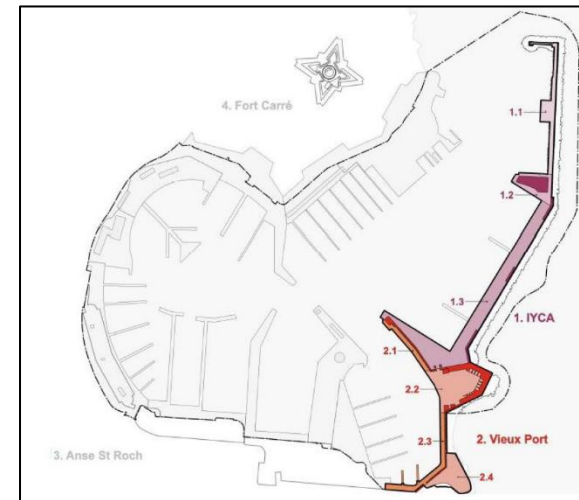 4. Fort Carré
1.1
1.2
1.3
1. IYCA
2.1
2.2
2.3
2. Vieux Port
3. Anse St Roch
2.4